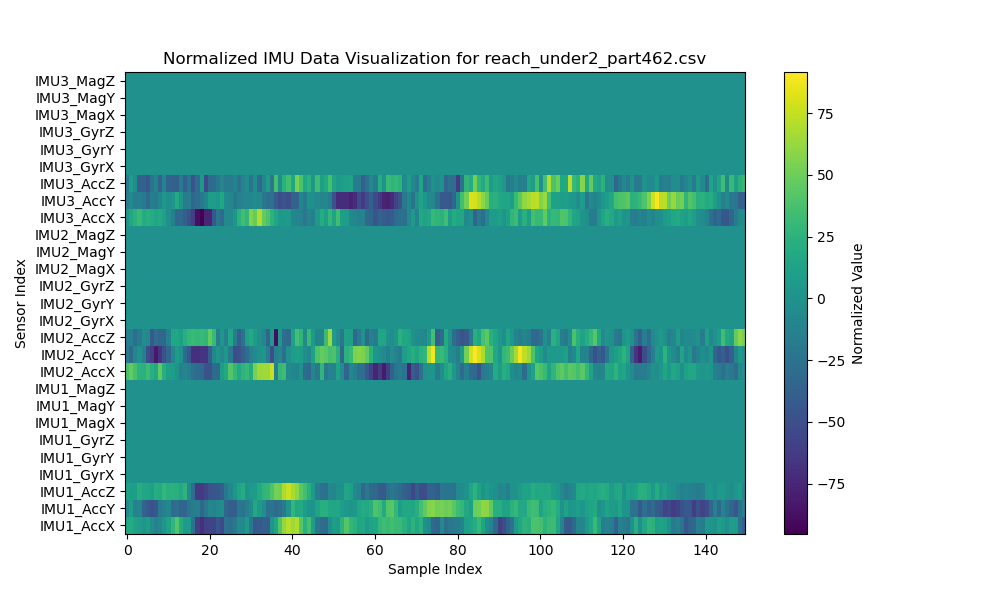 Normalized IMU Data Visualization for reach_under2_part462.csv
IMU3_MagZ
IMU3_MagY
IMU3_MagX
IMU3_GyrZ
IMU3_GyrY
IMU3_GyrX
IMU3_AccZ
IMU3_AccY
IMU3_AccX
IMU2_MagZ
IMU2_MagY
IMU2_MagX
IMU2_GyrZ
IMU2_GyrY
IMU2_GyrX
IMU2_AccZ
IMU2_AccY
IMU2_AccX
IMU1_MagZ
IMU1_MagY
IMU1_MagX
IMU1_GyrZ
IMU1_GyrY
IMU1_GyrX
IMU1_AccZ
IMU1_AccY
IMU1_AccX
Sensor Index
0 20 40 60 80 100 120 140
Sample Index
75
50
25
0
−25
−50
−75
Normalized Value